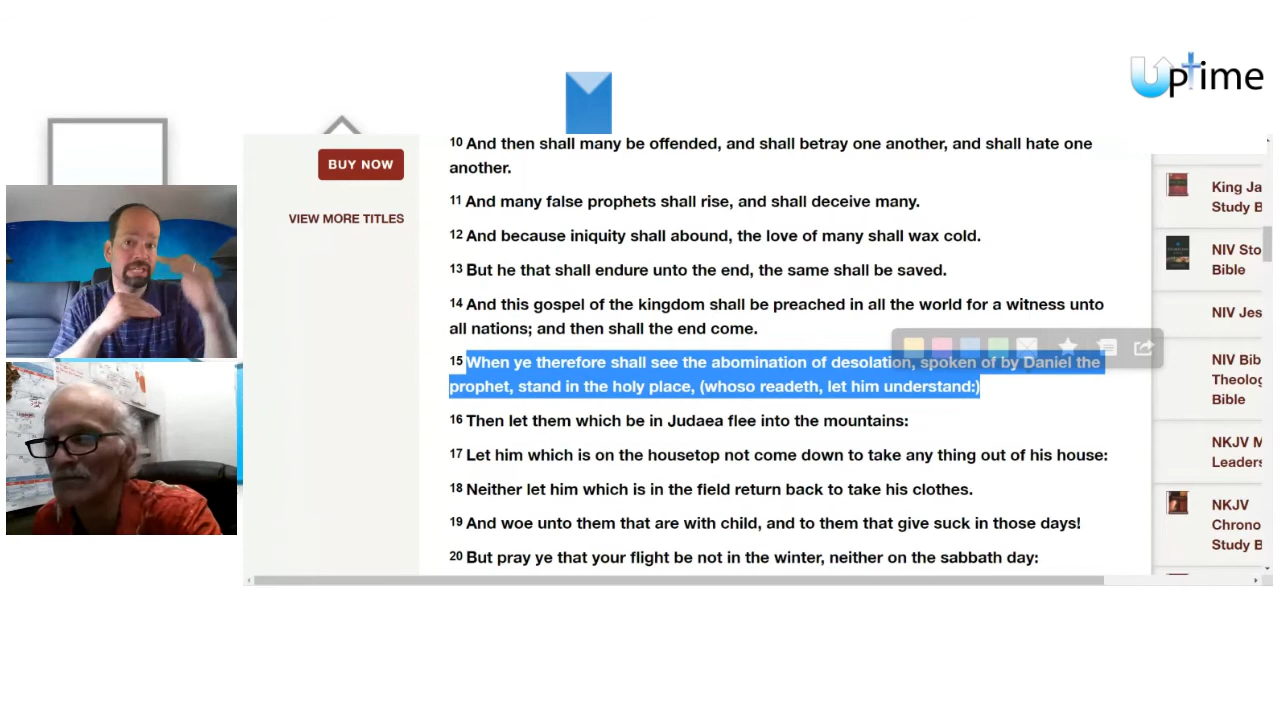 Uptime
BUY NOW
VIEW MORE TITLES
10 And then shall many be offended, and shall betray one another, and shall hate one
another.
11 And many false prophets shall rise, and shall deceive many.
12 And because iniquity shall abound, the love of many shall wax cold.
13 But he that shall endure unto the end, the same shall be saved.
14 And this gospel of the kingdom shall be preached in all the world for a witness unto
all nations; and then shall the end come.
15 When ye therefore shall see the abomination of desolation, spoken of by Daniel the
prophet, stand in the holy place, (whoso readeth, let him understand:)
16 Then let them which be in Judaea flee into the mountains:
17 Let him which is on the housetop not come down to take any thing out of his house:
18 Neither let him which is in the field return back to take his clothes.
19 And woe unto them that are with child, and to them that give suck in those days!
20 But pray ye that your flight be not in the winter, neither on the sabbath day:
King Ja
Study B
NIV Sto
Bible
NIV Jes
NIV Bib
Theolog
Bible
NKJV M
Leaders
NKJV
Chrono
Study B